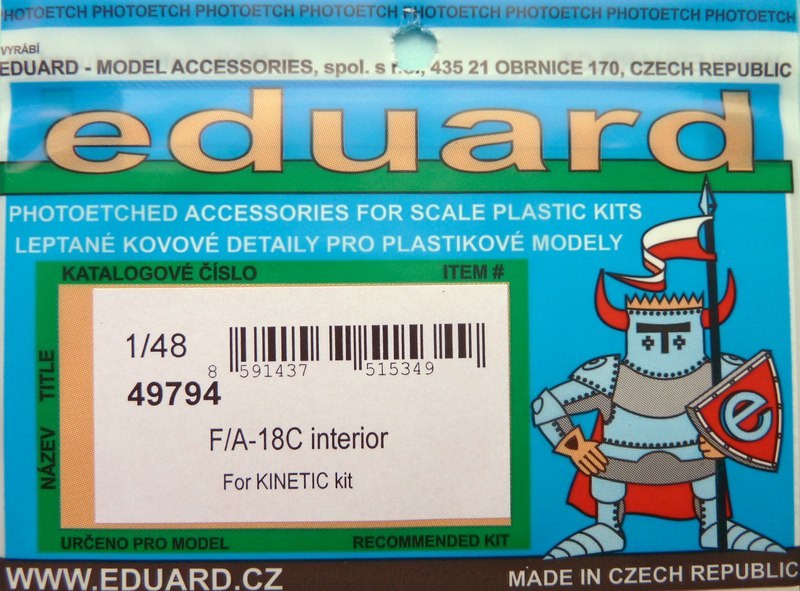 HOTOETCH PHOTOETCH PHOTOETCH PHOTOETCH PHOTOETCH PHOTOETCH PHOTOETCH PHOTOETCH
VYRÁBÍ
EDUARD - MODEL ACCESSORIES, spol. s r.o., 435 21 OBRNICE 170, CZECH REPUBLIC
eduard
PHOTOETCHED ACCESSORIES FOR SCALE PLASTIC KITS
LEPTANÉ KOVOVÉ DETAILY PRO PLASTIKOVÉ MODELY
KATALOGOVÉ ČÍSLO ITEM #
NÁZEV TITLE
1/48
8 591437 515349
49794
F/A-18C interior
For KINETIC kit
e
URČENO PRO MODEL RECOMMENDED KIT
WWW.EDUARD.CZ MADE IN CZECH REPUBLIC